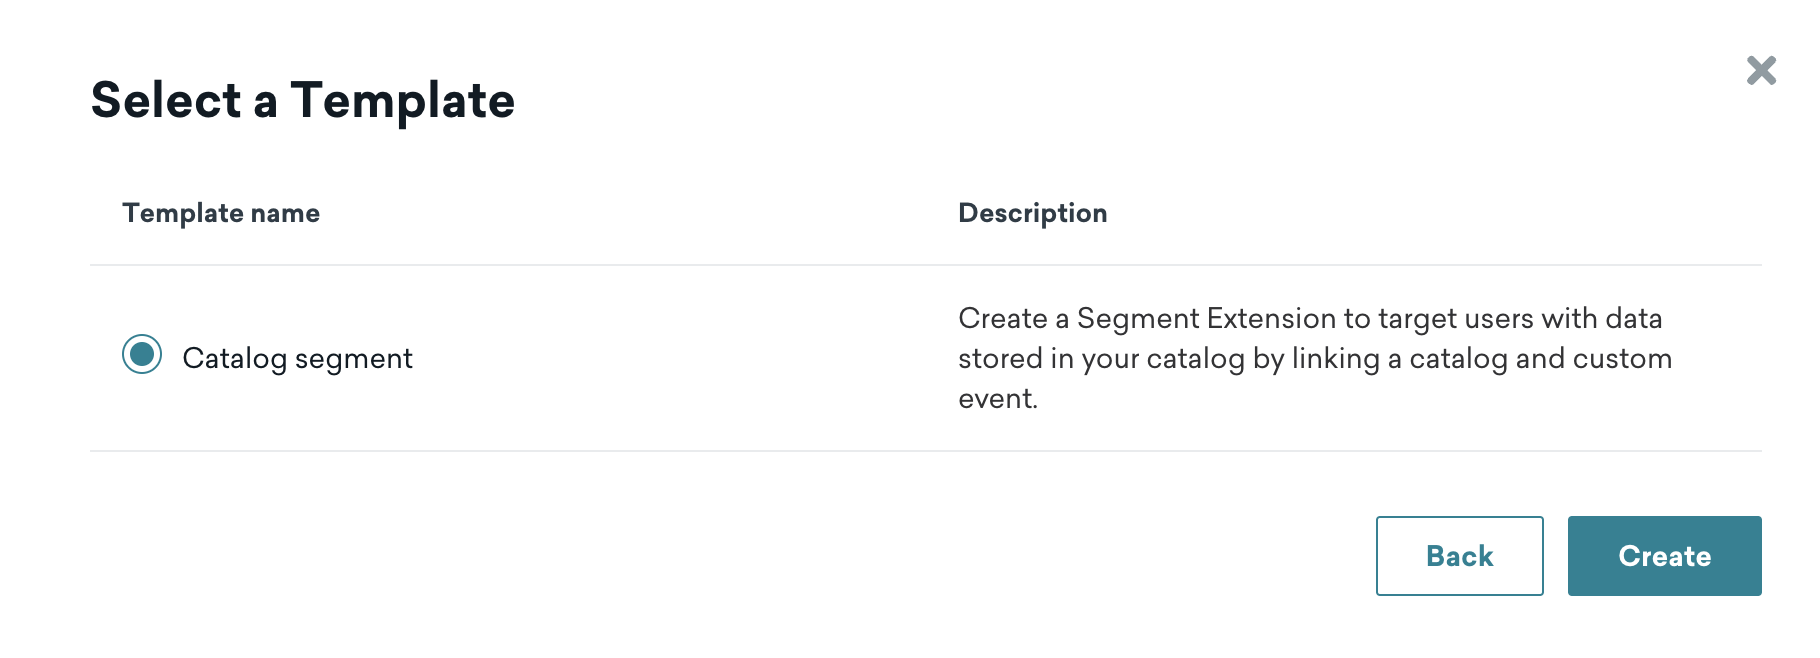 Select a Template
Template name
Description
Catalog segment
Create a Segment Extension to target users with data
stored in your catalog by linking a catalog and custom
event.
Back
Create